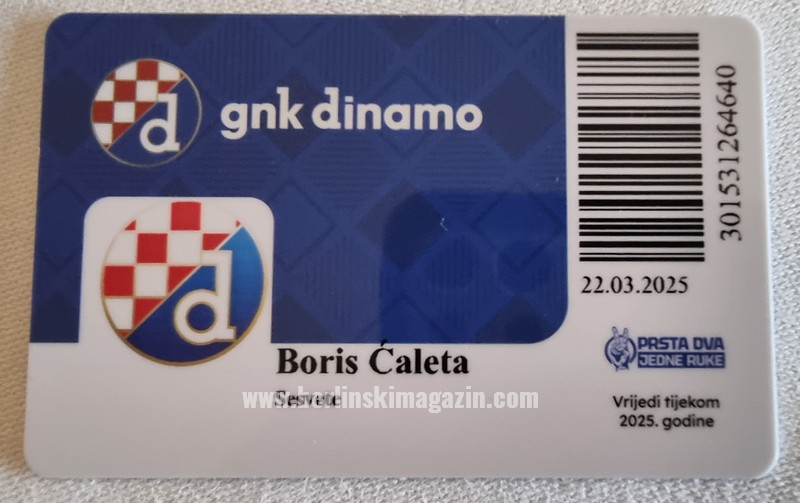 gnk dinamo
301531264640
22.03.2025
Boris Ćaleta
Sesvete
www.bodinskimagazin.com
PRSTA DVA
JEDNE RUKE
Vrijedi tijekom
2025. godine